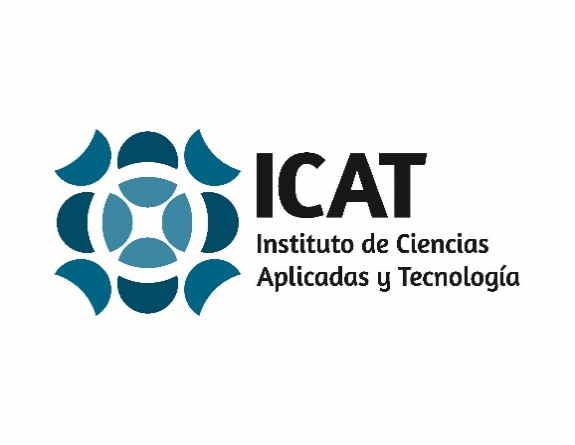 ICAT
Instituto de Ciencias
Aplicadas y Tecnología